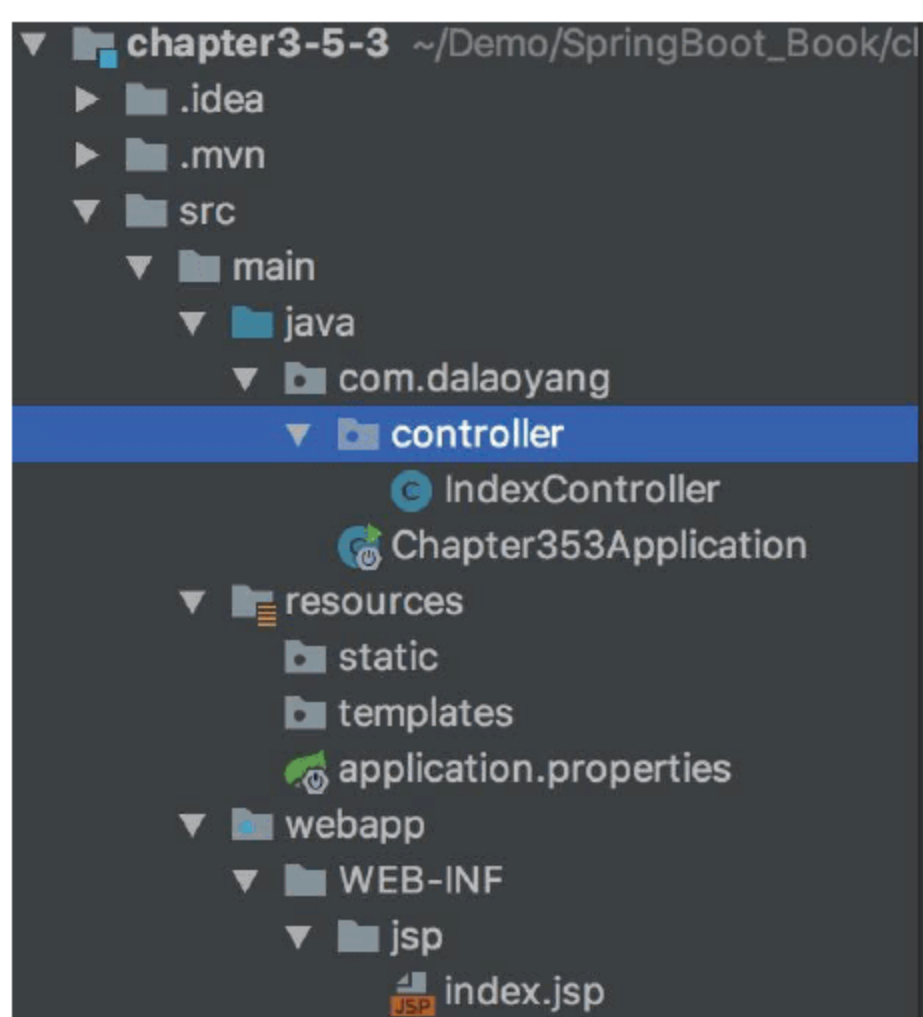 chapter3-5-3 ~/Demo/SpringBoot_Book/c
.idea
.mvn
src
main
java
com.dalaoyang
controller
C IndexController
Chapter353Application
resources
static
templates
application.properties
webapp
WEB-INF
jsp
JSP index.jsp